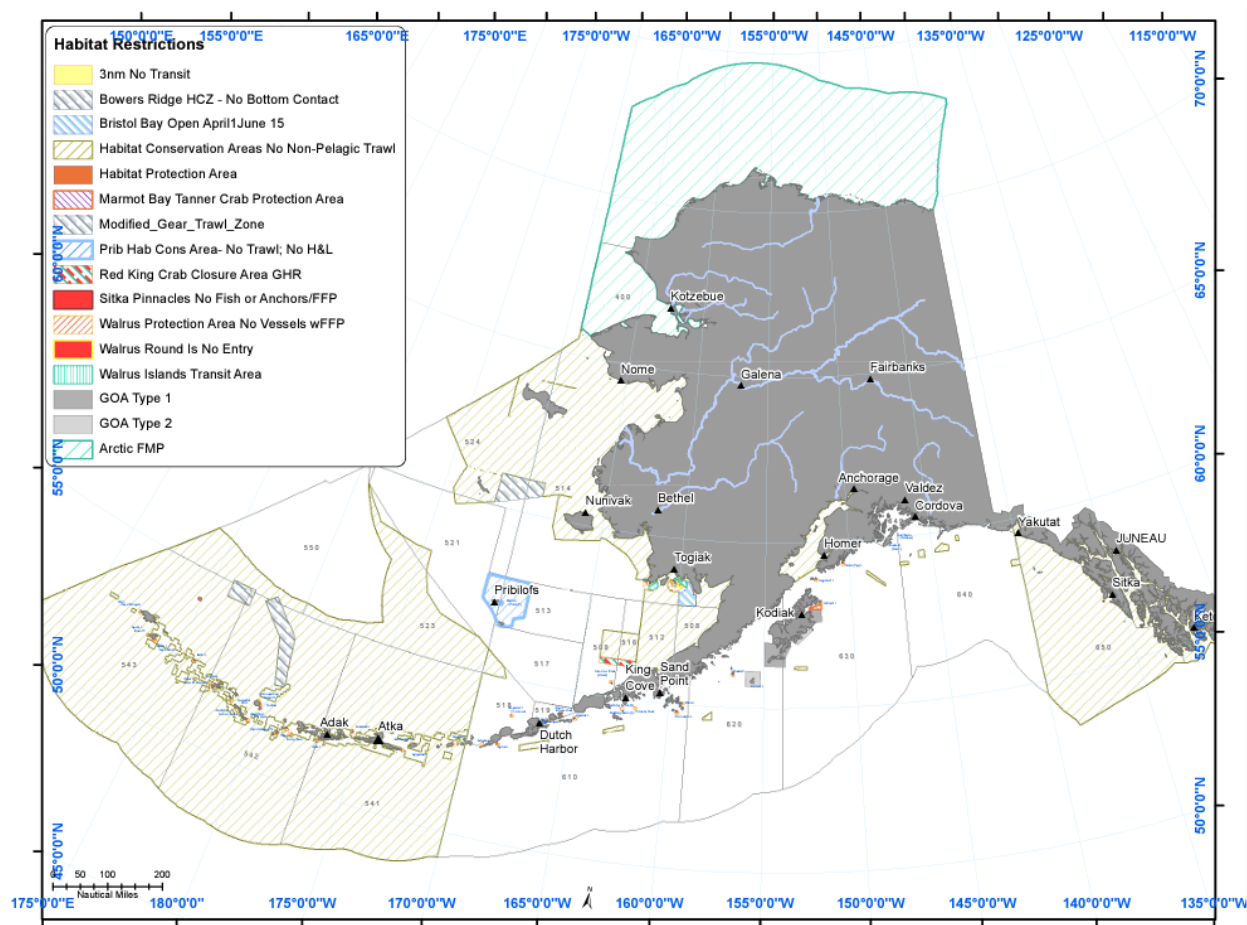 150°0'0"E
155°0'0"E
165°0'0"E
175°0'0"E
175°0'0"W
165°0'0"W
155°0'0"W
145°0'0"W
135°0'0"W
125°0'0"W
115°0'0"W
Habitat Restrictions
3nm No Transit
Bowers Ridge HCZ - No Bottom Contact
Bristol Bay Open April1June 15
Habitat Conservation Areas No Non-Pelagic Trawl
Habitat Protection Area
Marmot Bay Tanner Crab Protection Area
Modified_Gear_Trawl_Zone
Prib Hab Cons Area- No Trawl; No H&L
Red King Crab Closure Area GHR
Sitka Pinnacles No Fish or Anchors/FFP
Walrus Protection Area No Vessels wFFP
Walrus Round Is No Entry
Walrus Islands Transit Area
GOA Type 1
GOA Type 2
Arctic FMP
60°0'0"N
55°0'0"N
50°0'0"N
45°0'0"N
70°0'0"N
65°0'0"N
60°0'0"N
55°0'0"N
50°0'0"N
400
Kotzebue
Nome
Galena
Fairbanks
524
514
Nunivak
Bethel
Anchorage
Valdez
Cordova
Yakutat
JUNEAU
Sitka
Ket
550
521
Togiak
Homer
Pribilofs
513
508
Kodiak
640
650
523
543
517
509
516
512
630
King
Cove
Sand
Point
518
519
Dutch
Harbor
620
610
Adak
Atka
542
541
0 50 100 200
Nautical Miles
N
175°0'0"E
180°0'0"
175°0'0"W
170°0'0"W
165°0'0"W
160°0'0"W
155°0'0"W
150°0'0"W
145°0'0"W
140°0'0"W
135°0'0"W